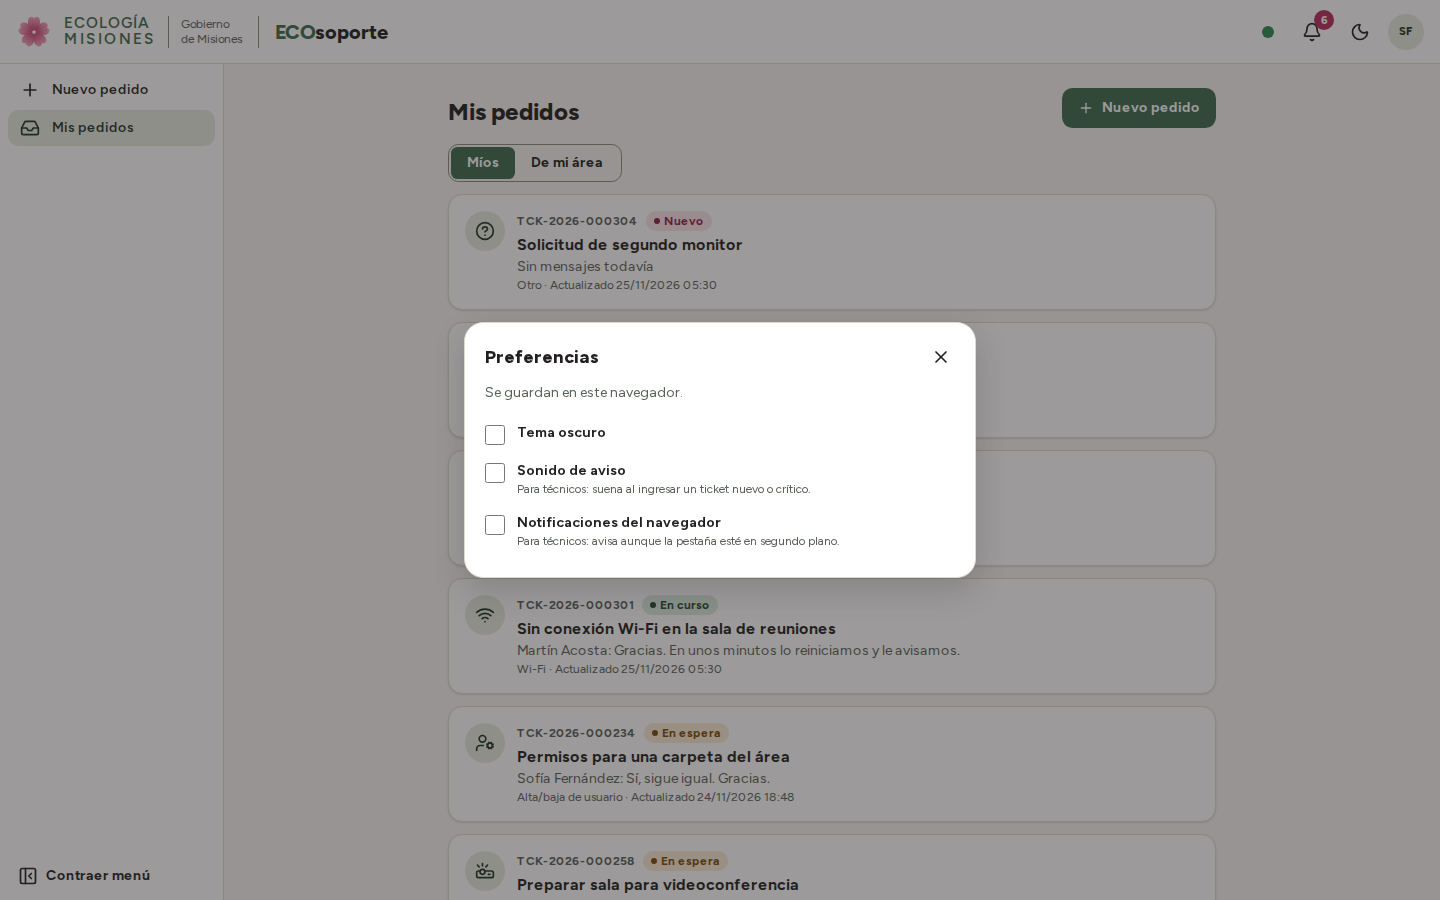 ECOLOGÍA
MISIONES
Gobierno
de Misiones
ECOsoporte
6
SF
Nuevo pedido
Mis pedidos
Mis pedidos
Nuevo pedido
Míos
De mi área
TCK-2026-000304
Nuevo
Solicitud de segundo monitor
Sin mensajes todavía
Otro · Actualizado 25/11/2026 05:30
Preferencias
Se guardan en este navegador.
Tema oscuro
Sonido de aviso
Para técnicos: suena al ingresar un ticket nuevo o crítico.
Notificaciones del navegador
Para técnicos: avisa aunque la pestaña esté en segundo plano.
TCK-2026-000301
En curso
Sin conexión Wi-Fi en la sala de reuniones
Martín Acosta: Gracias. En unos minutos lo reiniciamos y le avisamos.
Wi-Fi · Actualizado 25/11/2026 05:30
TCK-2026-000234
En espera
Permisos para una carpeta del área
Sofía Fernández: Sí, sigue igual. Gracias.
Alta/baja de usuario · Actualizado 24/11/2026 18:48
TCK-2026-000258
En espera
Preparar sala para videoconferencia
Contraer menú